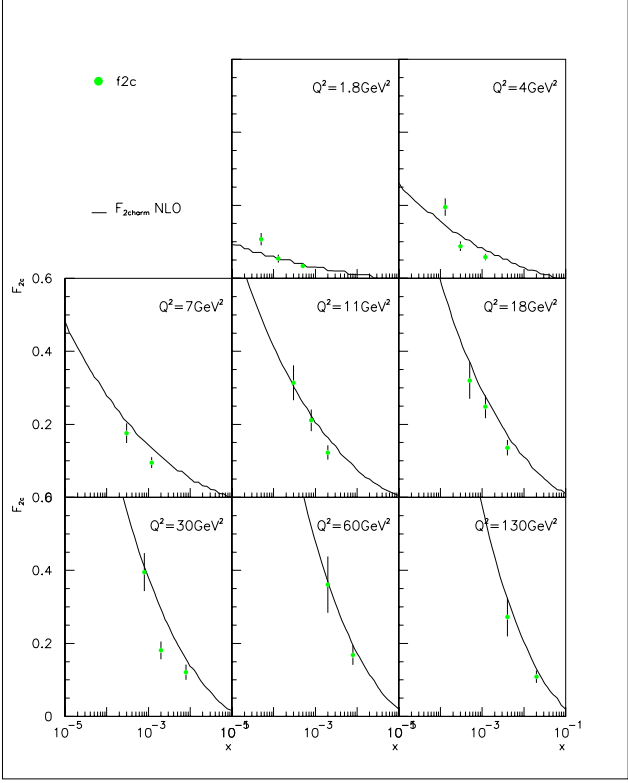 f2c
Q²=1.8GeV²
Q²=4GeV²
F₂charm NLO
F₂c
0.6
Q²=7GeV²
Q²=11GeV²
Q²=18GeV²
0.4
0.2
F₂c
0.6
Q²=30GeV²
Q²=60GeV²
Q²=130GeV²
0.4
0.2
0
10⁻⁵ 10⁻³ 10⁻⁵ 10⁻³ 10⁻⁵ 10⁻³ 10⁻¹
x x x